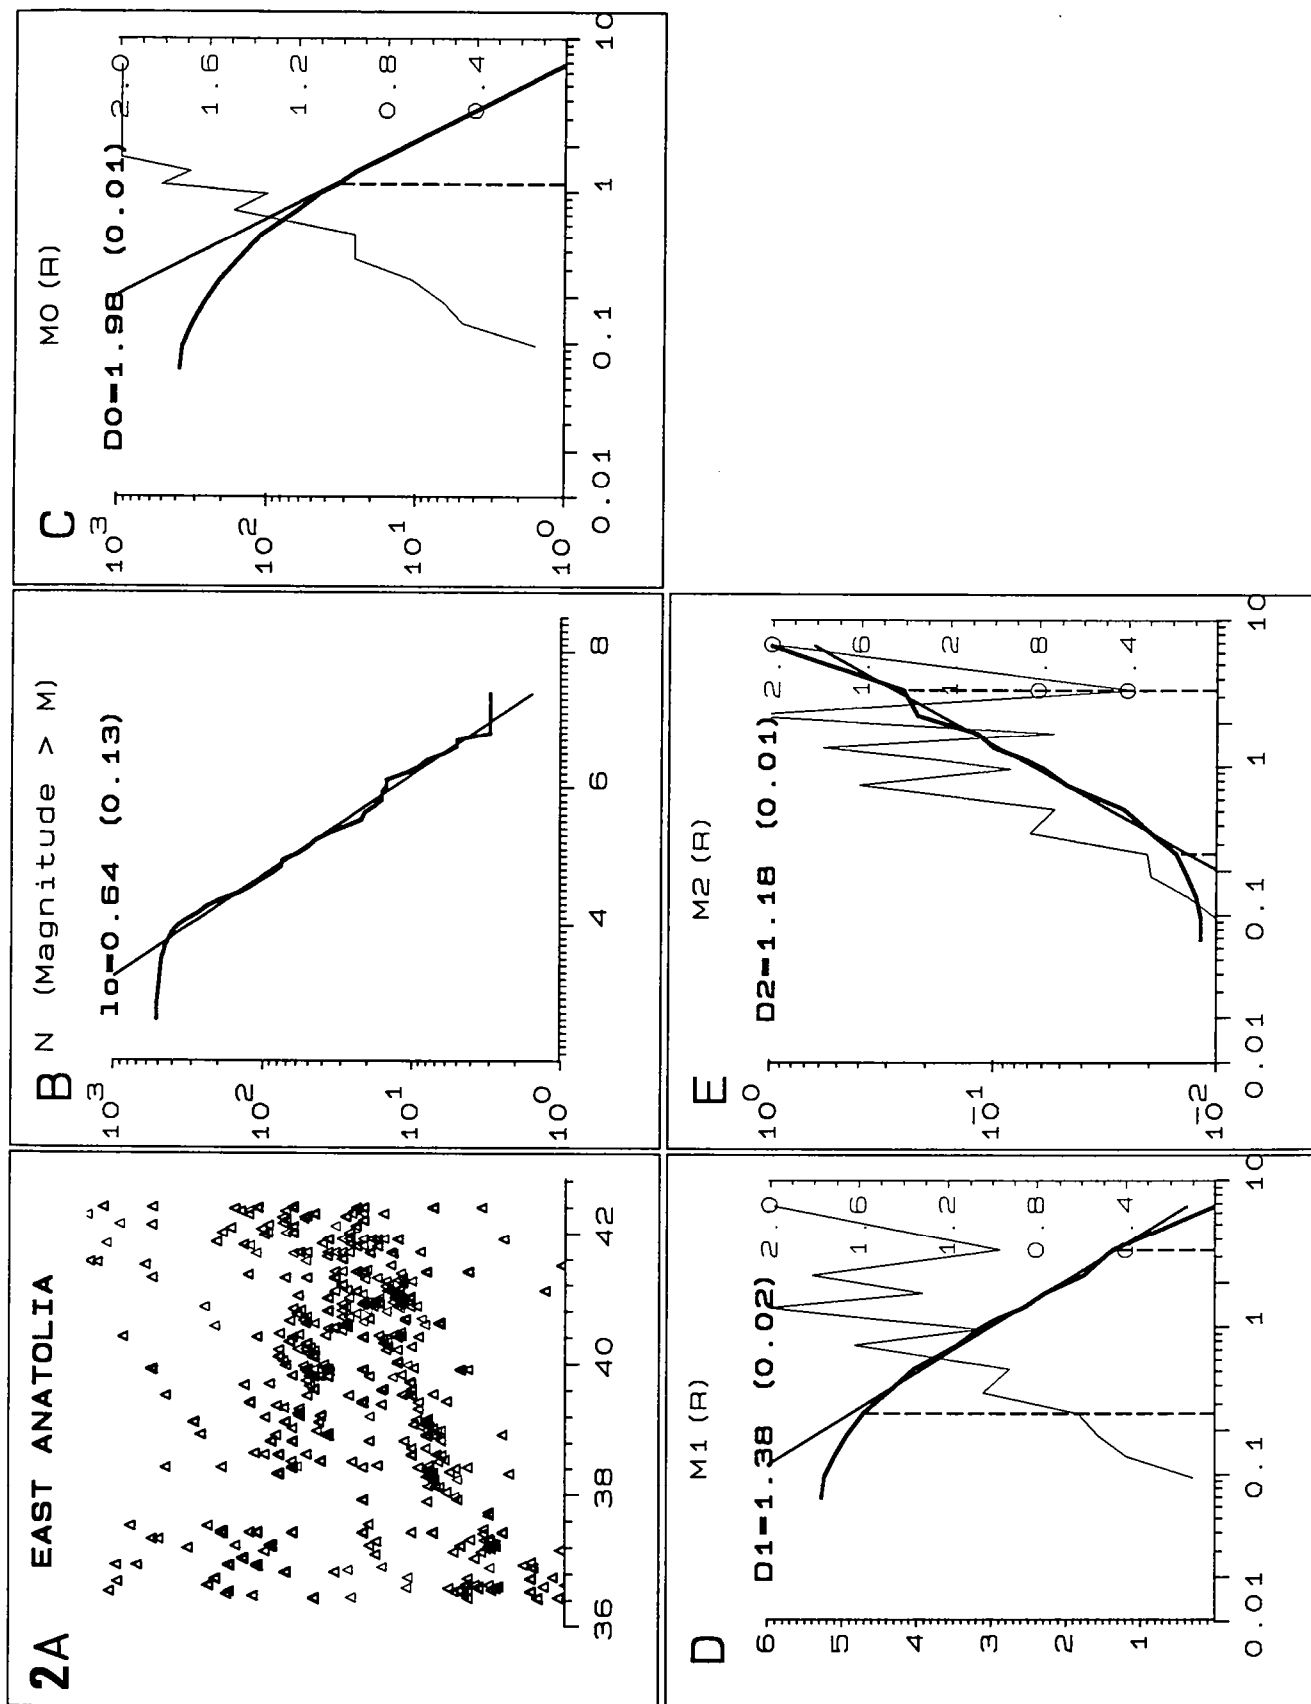 2A EAST ANATOLIA
36 38 40 42
B N (Magnitude > M)
lo=0.64 (0.13)
10^3
10^2
10^1
10^0
4 6 8
C MO (R)
D0=1.98 (0.01)
10^3
10^2
10^1
10^0
2.0
1.6
1.2
0.8
0.4
0.01 0.1 1 10
D M1 (R)
D1=1.38 (0.02)
6
5
4
3
2
1
2.0
1.6
1.2
0.8
0.4
0.01 0.1 1 10
E M2 (R)
D2=1.18 (0.01)
10^0
10^-1
10^-2
2.0
1.6
1.2
0.8
0.4
0.01 0.1 1 10